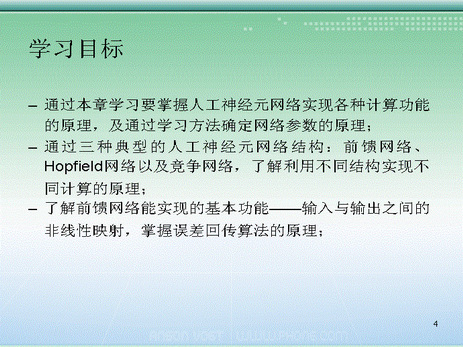 学习目标
– 通过本章学习要掌握人工神经元网络实现各种计算功能
的原理，及通过学习方法确定网络参数的原理；
– 通过三种典型的人工神经元网络结构：前馈网络、
Hopfield网络以及竞争网络，了解利用不同结构实现不
同计算的原理；
– 了解前馈网络能实现的基本功能——输入与输出之间的
非线性映射，掌握误差回传算法的原理；
4